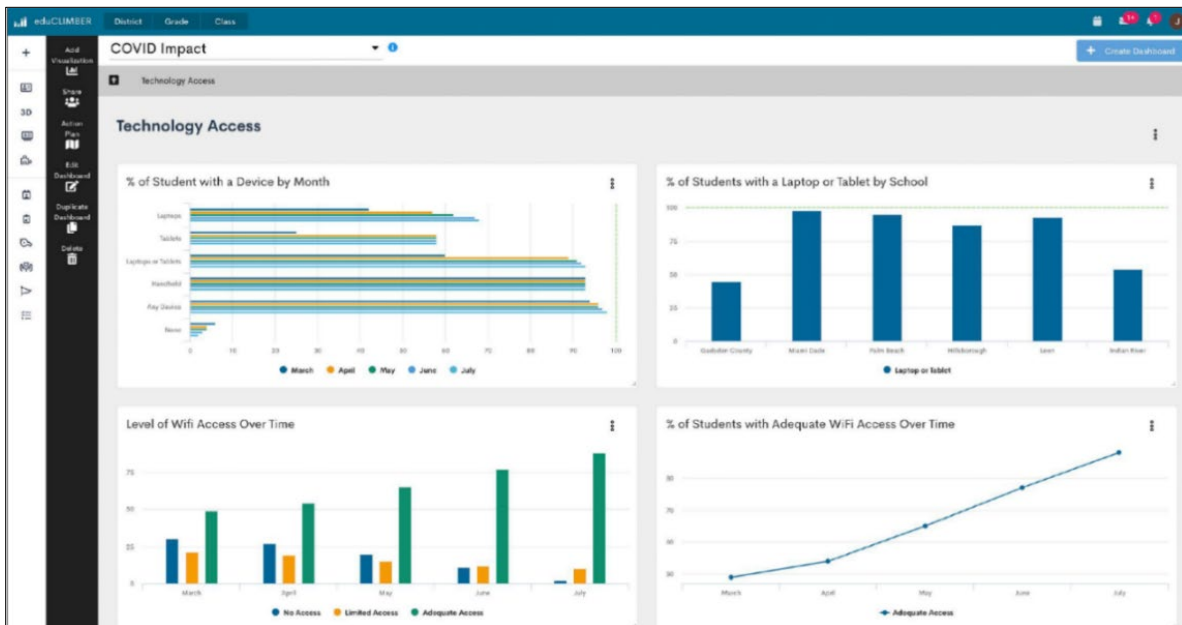 eduCLIMBER
District Grade Class
1+
1
J
+
Add
Visualization
Share
Action
Plan
Edit
Dashboard
Duplicate
Dashboard
Delete
3D
COVID Impact
+ Create Dashboard
Technology Access
Technology Access
% of Student with a Device by Month
Laptops
Tablets
Laptops or Tablets
Handheld
Any Devices
None
0 10 20 30 40 50 60 70 80 90 100
March April May June July
% of Students with a Laptop or Tablet by School
100
75
50
25
0
Gadsden County Miami Dade Palm Beach Hillsborough Leon Indian River
Laptop or Tablet
Level of Wifi Access Over Time
75
50
25
0
March April May June July
No Access Limited Access Adequate Access
% of Students with Adequate WiFi Access Over Time
80
70
60
50
March April May June July
Adequate Access